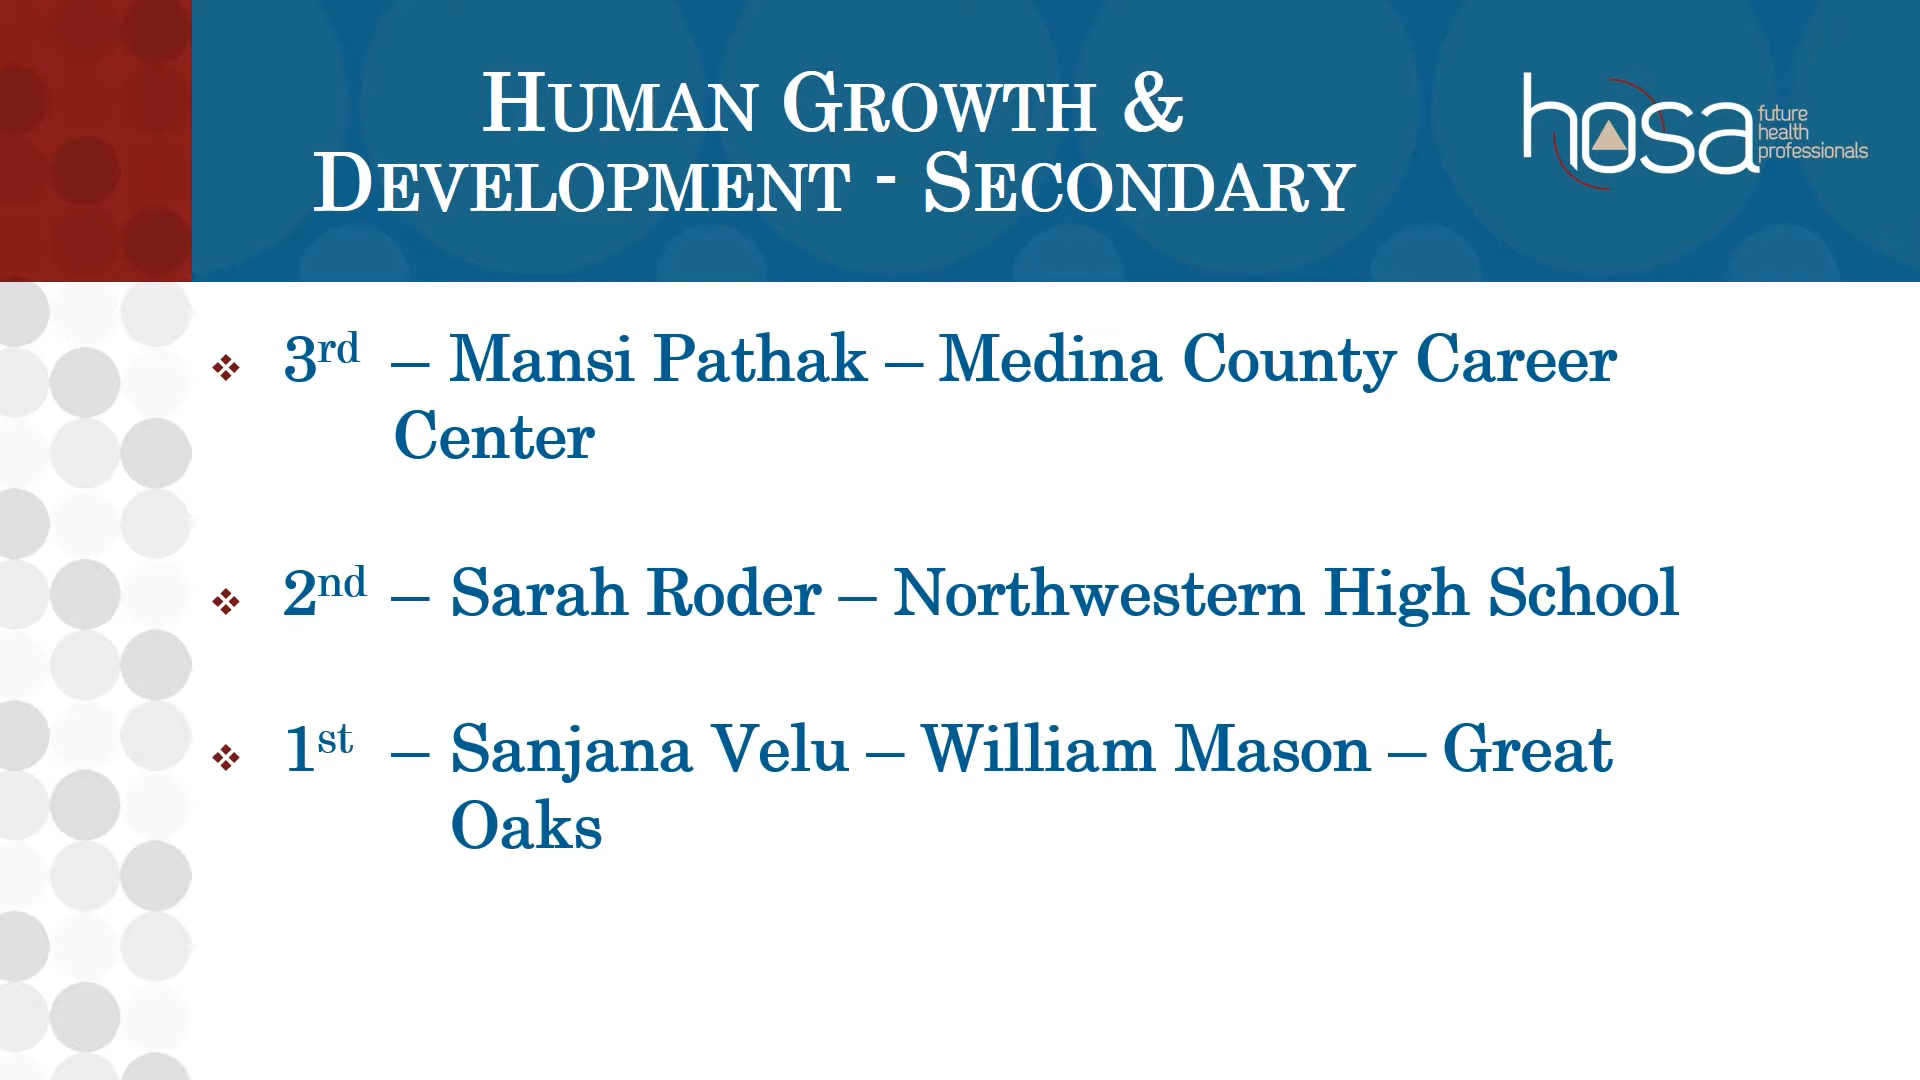 Human Growth &
Development - Secondary
hosa
future
health
professionals
❖ 3rd – Mansi Pathak – Medina County Career
Center
❖ 2nd – Sarah Roder – Northwestern High School
❖ 1st – Sanjana Velu – William Mason – Great
Oaks